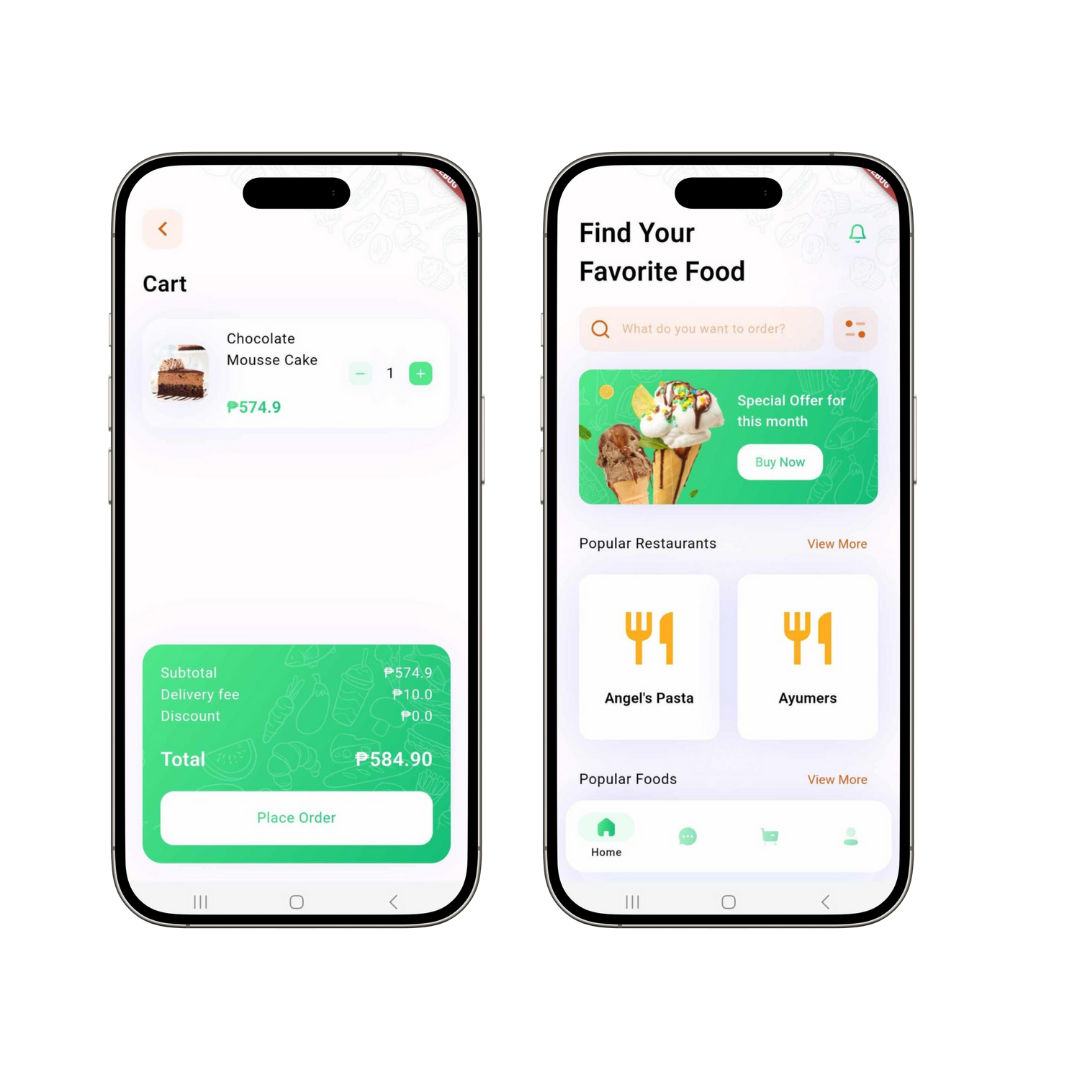 Cart
Chocolate
Mousse Cake
1
₱574.9
Subtotal ₱574.9
Delivery fee ₱10.0
Discount ₱0.0
Total ₱584.90
Place Order
Find Your
Favorite Food
What do you want to order?
Special Offer for
this month
Buy Now
Popular Restaurants View More
Angel's Pasta Ayumers
Popular Foods View More
Home